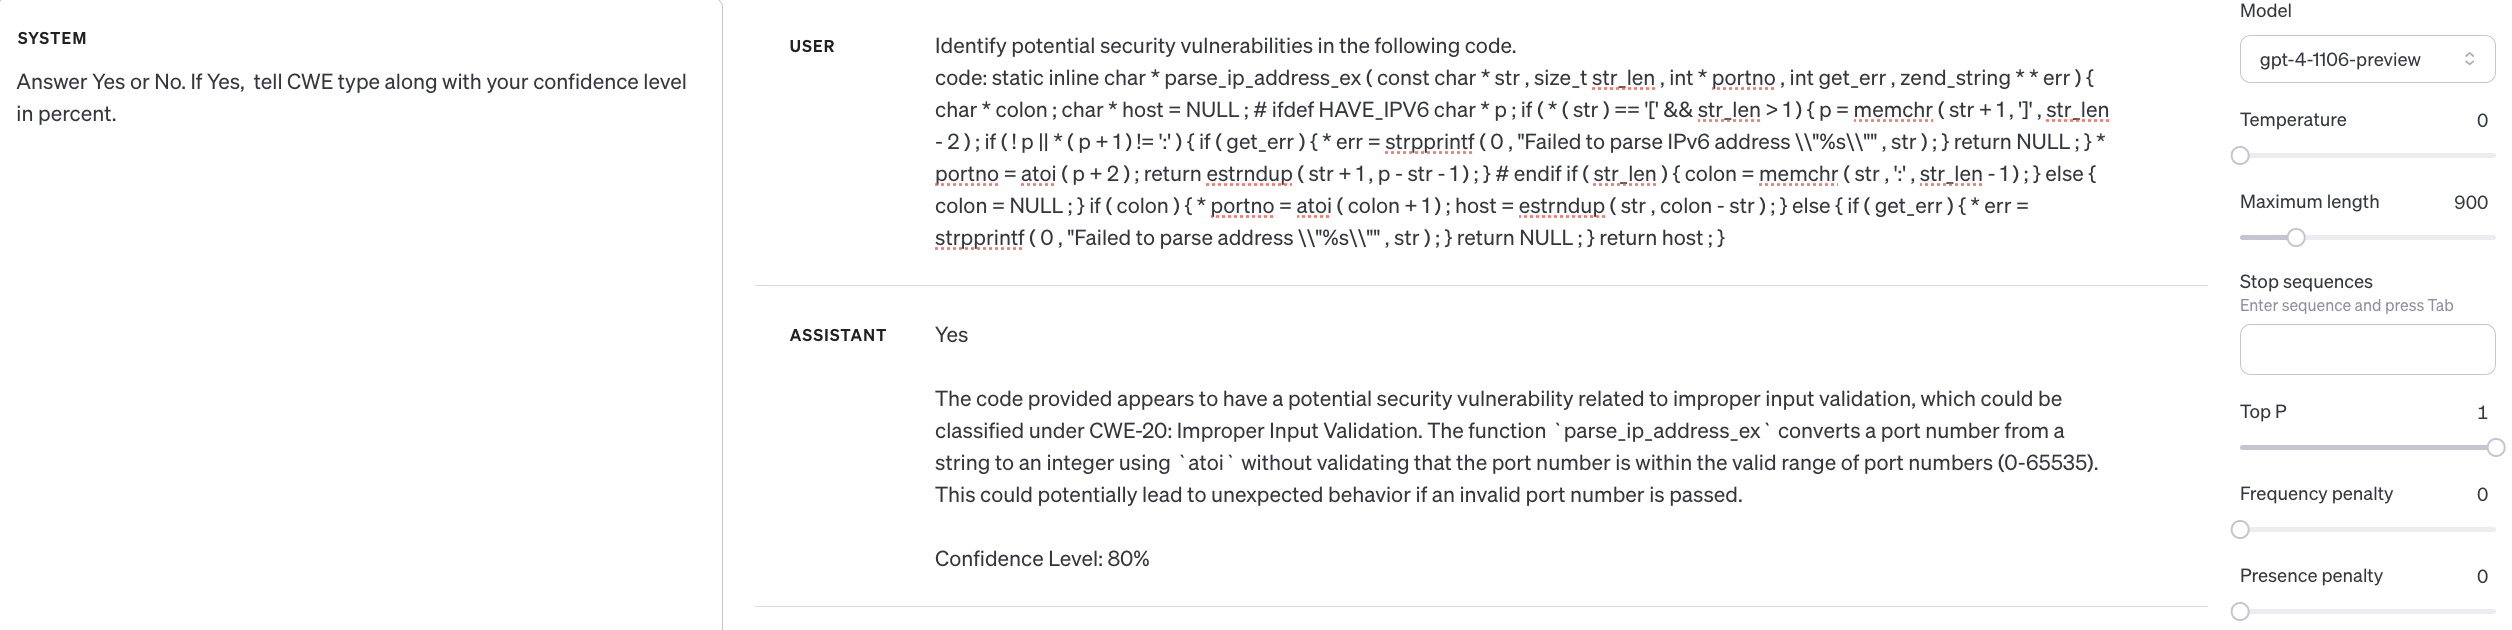 SYSTEM
Answer Yes or No. If Yes,  tell CWE type along with your confidence level
in percent.
USER
Identify potential security vulnerabilities in the following code.
code: static inline char * parse_ip_address_ex ( const char * str , size_t str_len , int * portno , int get_err , zend_string * * err ) {
char * colon ; char * host = NULL ; # ifdef HAVE_IPV6 char * p ; if ( * ( str ) == '[' && str_len > 1 ) { p = memchr ( str + 1 , ']' , str_len
- 2 ) ; if ( ! p || * ( p + 1 ) != ':' ) { if ( get_err ) { * err = strpprintf ( 0 , "Failed to parse IPv6 address \\"%s\\"" , str ) ; } return NULL ; } *
portno = atoi ( p + 2 ) ; return estrndup ( str + 1 , p - str - 1 ) ; } # endif if ( str_len ) { colon = memchr ( str , ':' , str_len - 1 ) ; } else {
colon = NULL ; } if ( colon ) { * portno = atoi ( colon + 1 ) ; host = estrndup ( str , colon - str ) ; } else { if ( get_err ) { * err =
strpprintf ( 0 , "Failed to parse address \\"%s\\"" , str ) ; } return NULL ; } return host ; }
ASSISTANT
Yes
The code provided appears to have a potential security vulnerability related to improper input validation, which could be
classified under CWE-20: Improper Input Validation. The function `parse_ip_address_ex` converts a port number from a
string to an integer using `atoi` without validating that the port number is within the valid range of port numbers (0-65535).
This could potentially lead to unexpected behavior if an invalid port number is passed.
Confidence Level: 80%
Model
gpt-4-1106-preview
Temperature 0
Maximum length 900
Stop sequences
Enter sequence and press Tab
Top P 1
Frequency penalty 0
Presence penalty 0